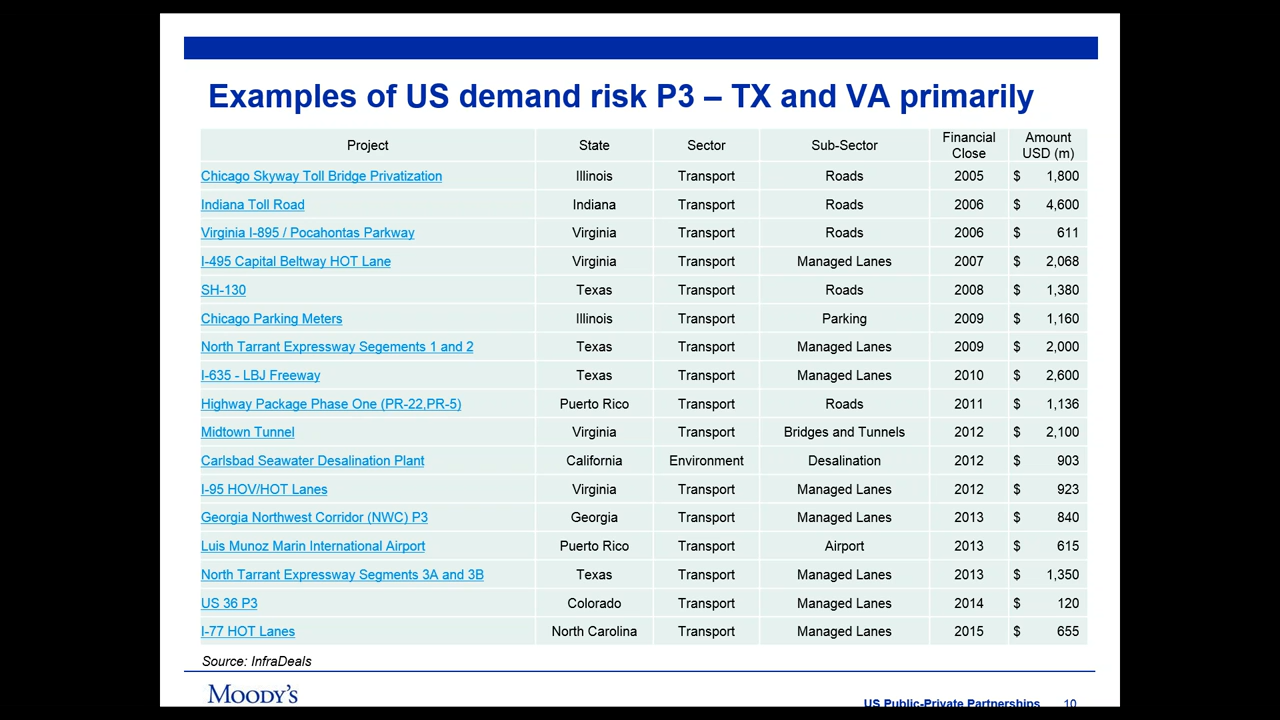 Examples of US demand risk P3 – TX and VA primarily
Project State Sector Sub-Sector Financial Close Amount USD (m)
Chicago Skyway Toll Bridge Privatization Illinois Transport Roads 2005 $ 1,800
Indiana Toll Road Indiana Transport Roads 2006 $ 4,600
Virginia I-895 / Pocahontas Parkway Virginia Transport Roads 2006 $ 611
I-495 Capital Beltway HOT Lane Virginia Transport Managed Lanes 2007 $ 2,068
SH-130 Texas Transport Roads 2008 $ 1,380
Chicago Parking Meters Illinois Transport Parking 2009 $ 1,160
North Tarrant Expressway Segements 1 and 2 Texas Transport Managed Lanes 2009 $ 2,000
I-635 - LBJ Freeway Texas Transport Managed Lanes 2010 $ 2,600
Highway Package Phase One (PR-22,PR-5) Puerto Rico Transport Roads 2011 $ 1,136
Midtown Tunnel Virginia Transport Bridges and Tunnels 2012 $ 2,100
Carlsbad Seawater Desalination Plant California Environment Desalination 2012 $ 903
I-95 HOV/HOT Lanes Virginia Transport Managed Lanes 2012 $ 923
Georgia Northwest Corridor (NWC) P3 Georgia Transport Managed Lanes 2013 $ 840
Luis Munoz Marin International Airport Puerto Rico Transport Airport 2013 $ 615
North Tarrant Expressway Segments 3A and 3B Texas Transport Managed Lanes 2013 $ 1,350
US 36 P3 Colorado Transport Managed Lanes 2014 $ 120
I-77 HOT Lanes North Carolina Transport Managed Lanes 2015 $ 655
Source: InfraDeals
MOODY'S
US Public-Private Partnerships 10